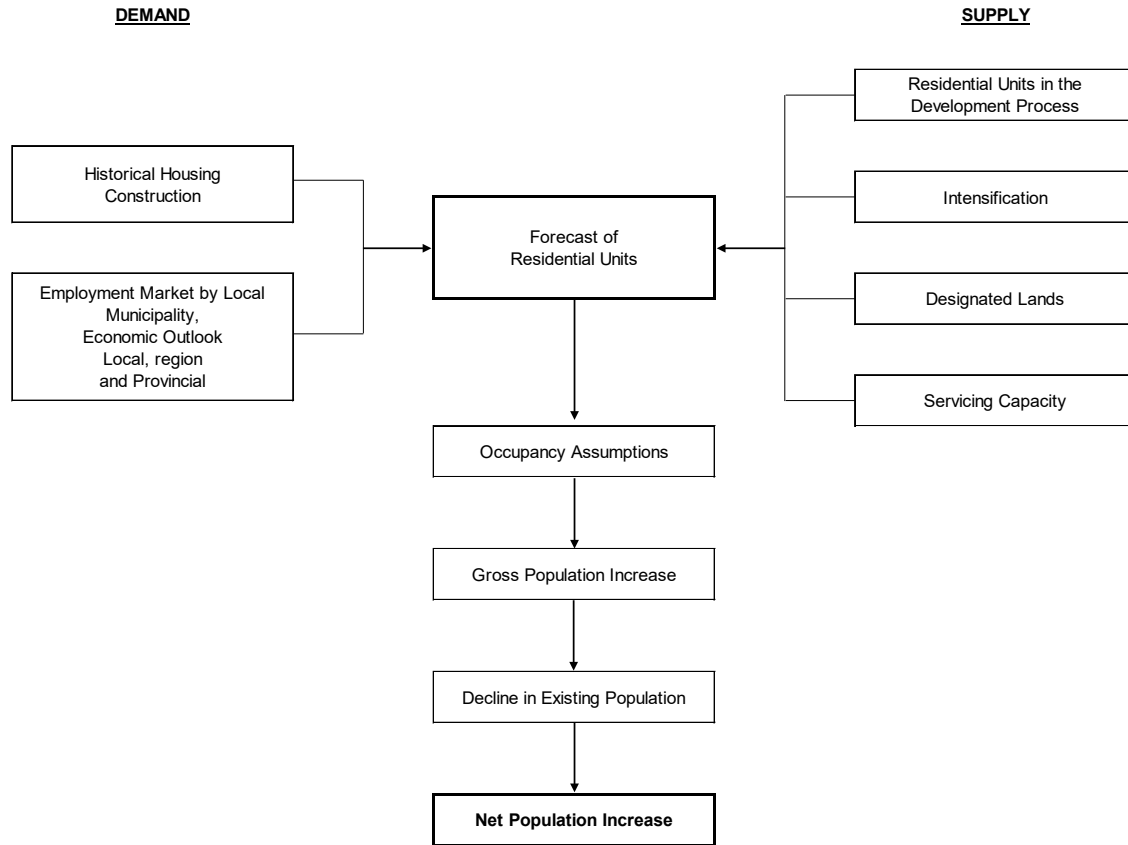 DEMAND
SUPPLY
Residential Units in the
Development Process
Historical Housing
Construction
Intensification
Forecast of
Residential Units
Employment Market by Local
Municipality,
Economic Outlook
Local, region
and Provincial
Designated Lands
Servicing Capacity
Occupancy Assumptions
Gross Population Increase
Decline in Existing Population
Net Population Increase